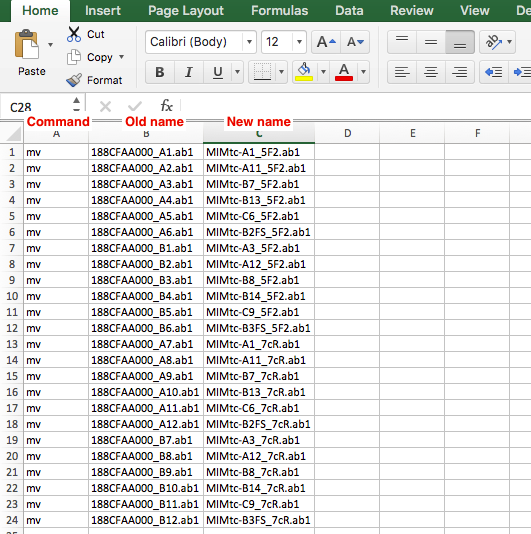 Home Insert Page Layout Formulas Data Review View De
Cut
Copy
Paste
Format
Calibri (Body) 12 A A
B I U A
C28 fx
Command Old name New name
A B C D E F
1 mv 188CFAA000_A1.ab1 MIMtc-A1_5F2.ab1
2 mv 188CFAA000_A2.ab1 MIMtc-A11_5F2.ab1
3 mv 188CFAA000_A3.ab1 MIMtc-B7_5F2.ab1
4 mv 188CFAA000_A4.ab1 MIMtc-B13_5F2.ab1
5 mv 188CFAA000_A5.ab1 MIMtc-C6_5F2.ab1
6 mv 188CFAA000_A6.ab1 MIMtc-B2FS_5F2.ab1
7 mv 188CFAA000_B1.ab1 MIMtc-A3_5F2.ab1
8 mv 188CFAA000_B2.ab1 MIMtc-A12_5F2.ab1
9 mv 188CFAA000_B3.ab1 MIMtc-B8_5F2.ab1
10 mv 188CFAA000_B4.ab1 MIMtc-B14_5F2.ab1
11 mv 188CFAA000_B5.ab1 MIMtc-C9_5F2.ab1
12 mv 188CFAA000_B6.ab1 MIMtc-B3FS_5F2.ab1
13 mv 188CFAA000_A7.ab1 MIMtc-A1_7cR.ab1
14 mv 188CFAA000_A8.ab1 MIMtc-A11_7cR.ab1
15 mv 188CFAA000_A9.ab1 MIMtc-B7_7cR.ab1
16 mv 188CFAA000_A10.ab1 MIMtc-B13_7cR.ab1
17 mv 188CFAA000_A11.ab1 MIMtc-C6_7cR.ab1
18 mv 188CFAA000_A12.ab1 MIMtc-B2FS_7cR.ab1
19 mv 188CFAA000_B7.ab1 MIMtc-A3_7cR.ab1
20 mv 188CFAA000_B8.ab1 MIMtc-A12_7cR.ab1
21 mv 188CFAA000_B9.ab1 MIMtc-B8_7cR.ab1
22 mv 188CFAA000_B10.ab1 MIMtc-B14_7cR.ab1
23 mv 188CFAA000_B11.ab1 MIMtc-C9_7cR.ab1
24 mv 188CFAA000_B12.ab1 MIMtc-B3FS_7cR.ab1